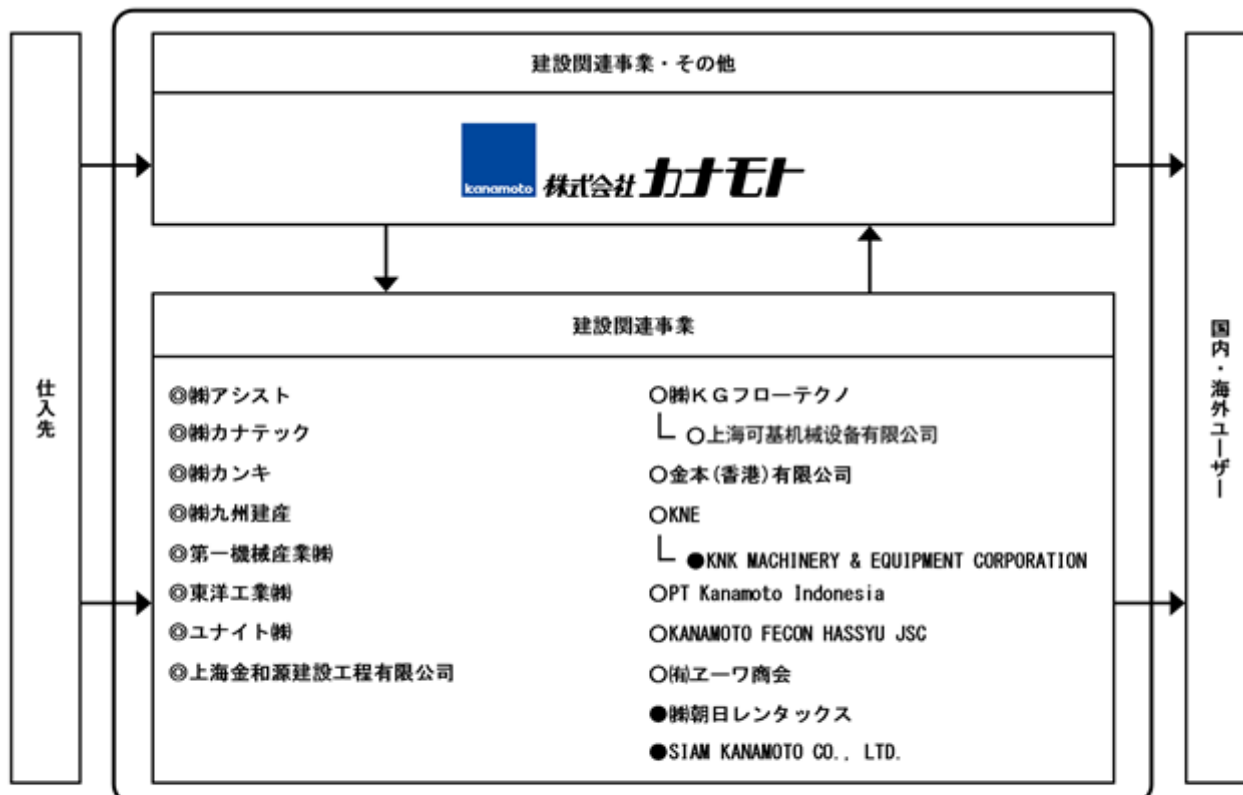 仕入先
建設関連事業・その他
kanamoto 株式会社カナモト
建設関連事業
◎㈱アシスト
◎㈱カナテック
◎㈱カンキ
◎㈱九州建産
◎第一機械産業㈱
◎東洋工業㈱
◎ユナイト㈱
◎上海金和源建設工程有限公司
○㈱KGフローテクノ
○上海可基机械设备有限公司
○金本(香港)有限公司
○KNE
●KNK MACHINERY & EQUIPMENT CORPORATION
○PT Kanamoto Indonesia
○KANAMOTO FECON HASSYU JSC
○㈲ヱーワ商会
●㈱朝日レンタックス
●SIAM KANAMOTO CO., LTD.
国内・海外ユーザー